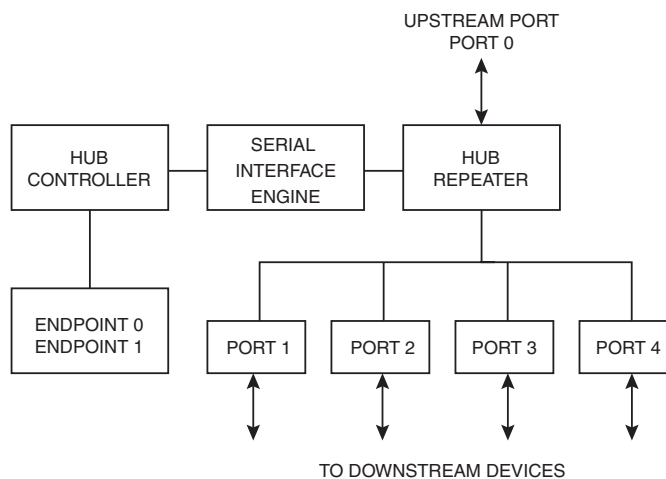 UPSTREAM PORT
PORT 0
HUB
CONTROLLER
SERIAL
INTERFACE
ENGINE
HUB
REPEATER
ENDPOINT 0
ENDPOINT 1
PORT 1
PORT 2
PORT 3
PORT 4
TO DOWNSTREAM DEVICES